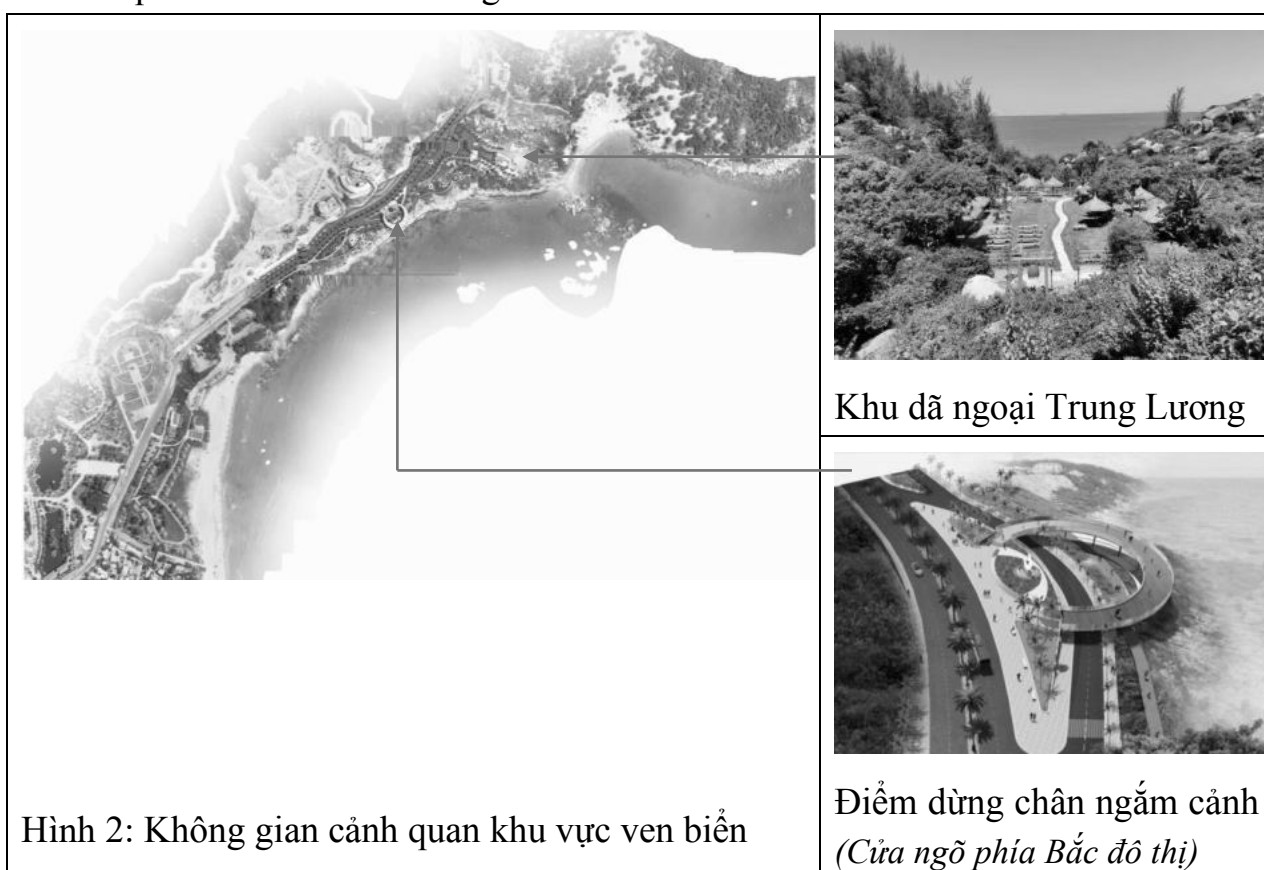 Khu dã ngoại Trung Lương
Hình 2: Không gian cảnh quan khu vực ven biển
Điểm dừng chân ngắm cảnh
(Cửa ngõ phía Bắc đô thị)